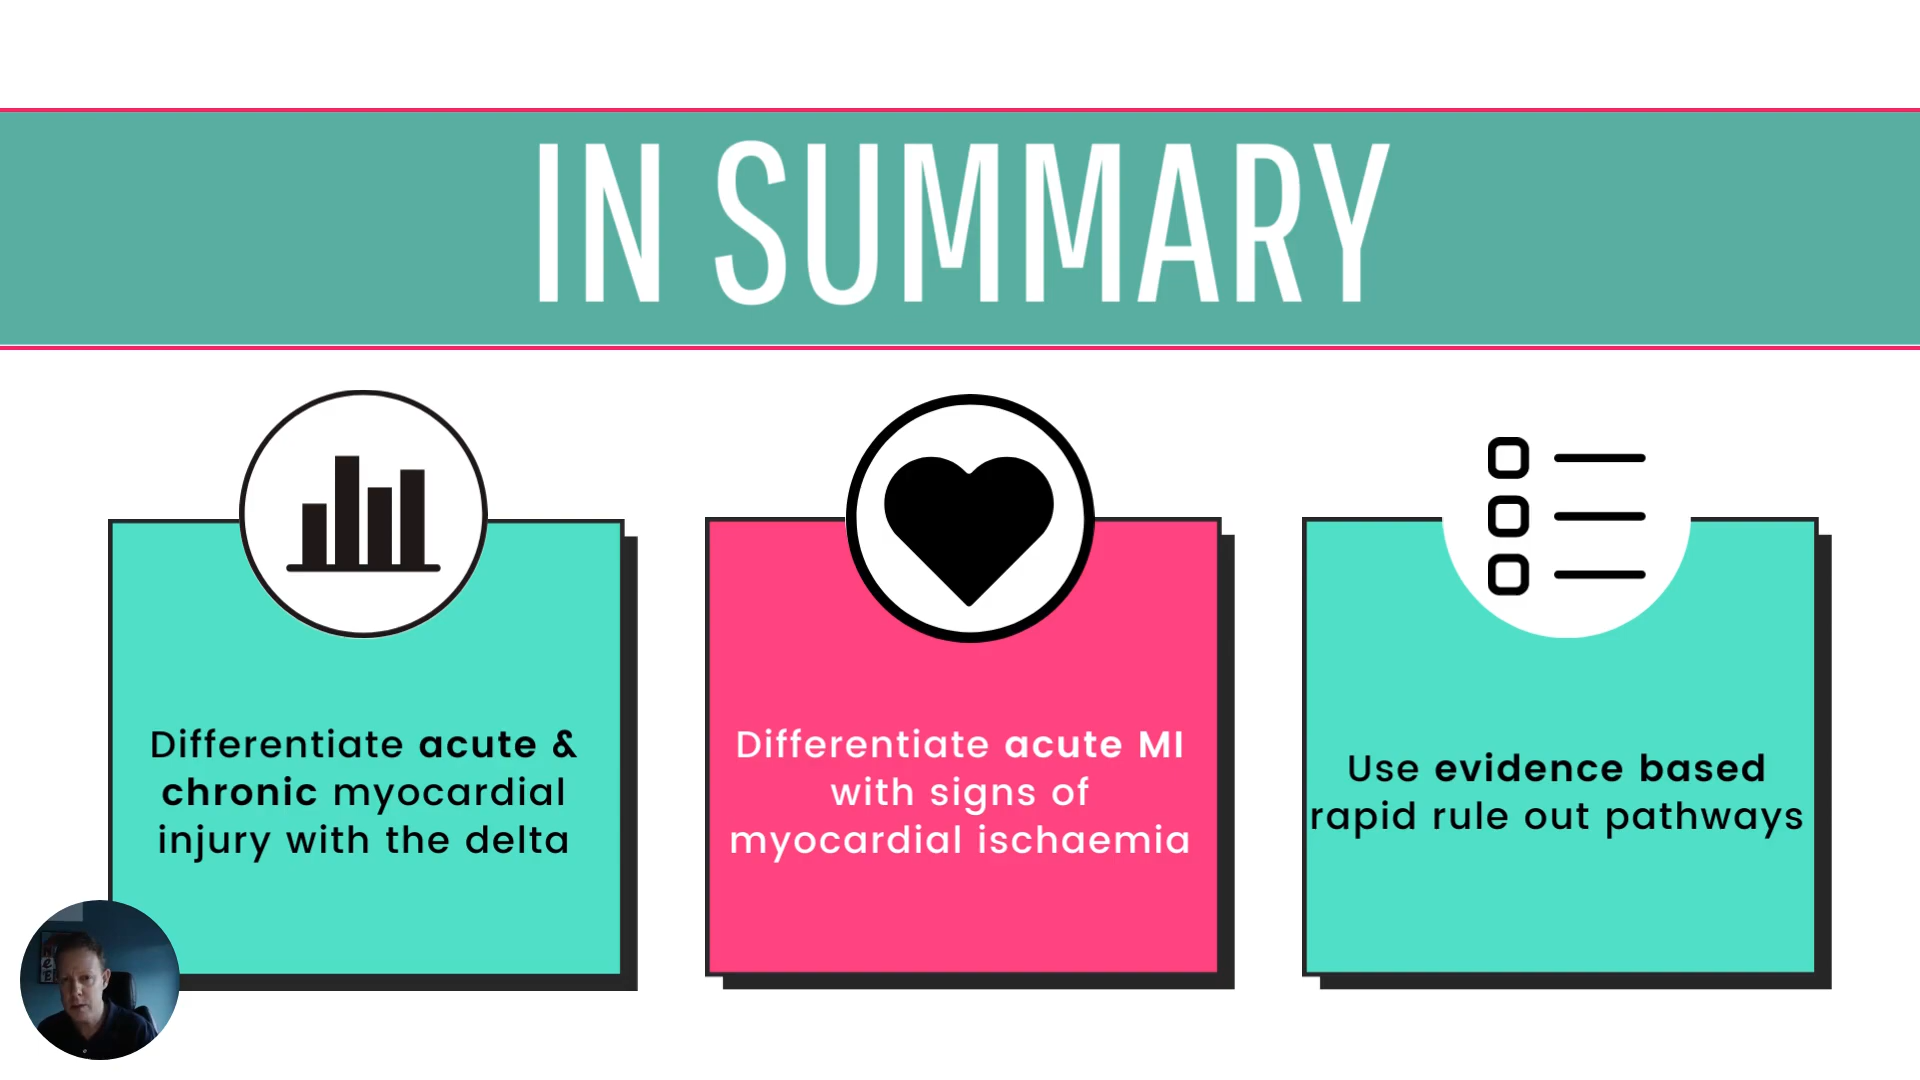 IN SUMMARY
Differentiate acute &
chronic myocardial
injury with the delta
Differentiate acute MI
with signs of
myocardial ischaemia
Use evidence based
rapid rule out pathways